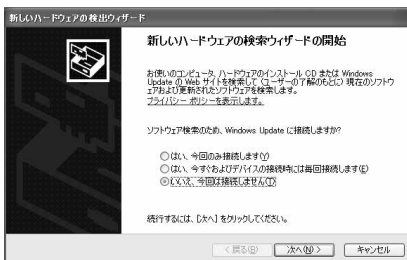 新しいハードウェアの検出ウィザード
新しいハードウェアの検索ウィザードの開始
お使いのコンピュータ、ハードウェアのインストール CD または Windows
Update の Web サイトを検索して (ユーザーの了解のもとに) 現在のソフトウ
ェアおよび更新されたソフトウェアを検索します。
プライバシー ポリシーを表示します。
ソフトウェア検索のため、Windows Update に接続しますか?
はい、今回のみ接続します(Y)
はい、今すぐおよびデバイスの接続時には毎回接続します(E)
いいえ、今回は接続しません(T)
続行するには、[次へ] をクリックしてください。
< 戻る(B)
次へ(N) >
キャンセル